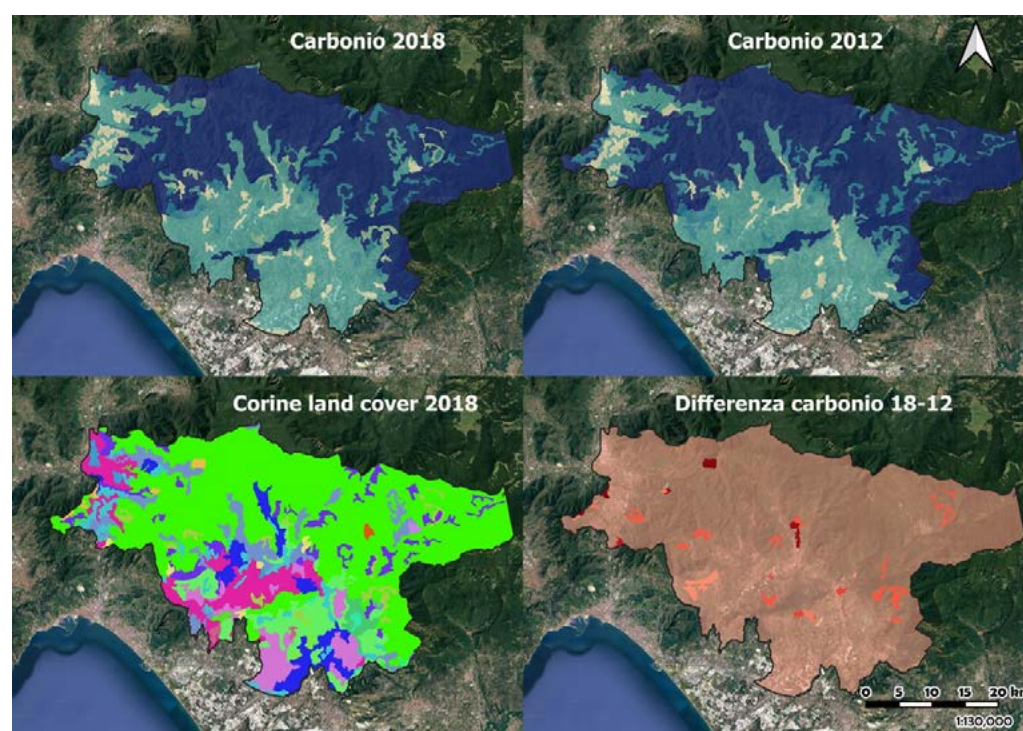 Carbonio 2018
Carbonio 2012
Corine land cover 2018
Differenza carbonio 18-12
0 5 10 15 20 km
1:130,000